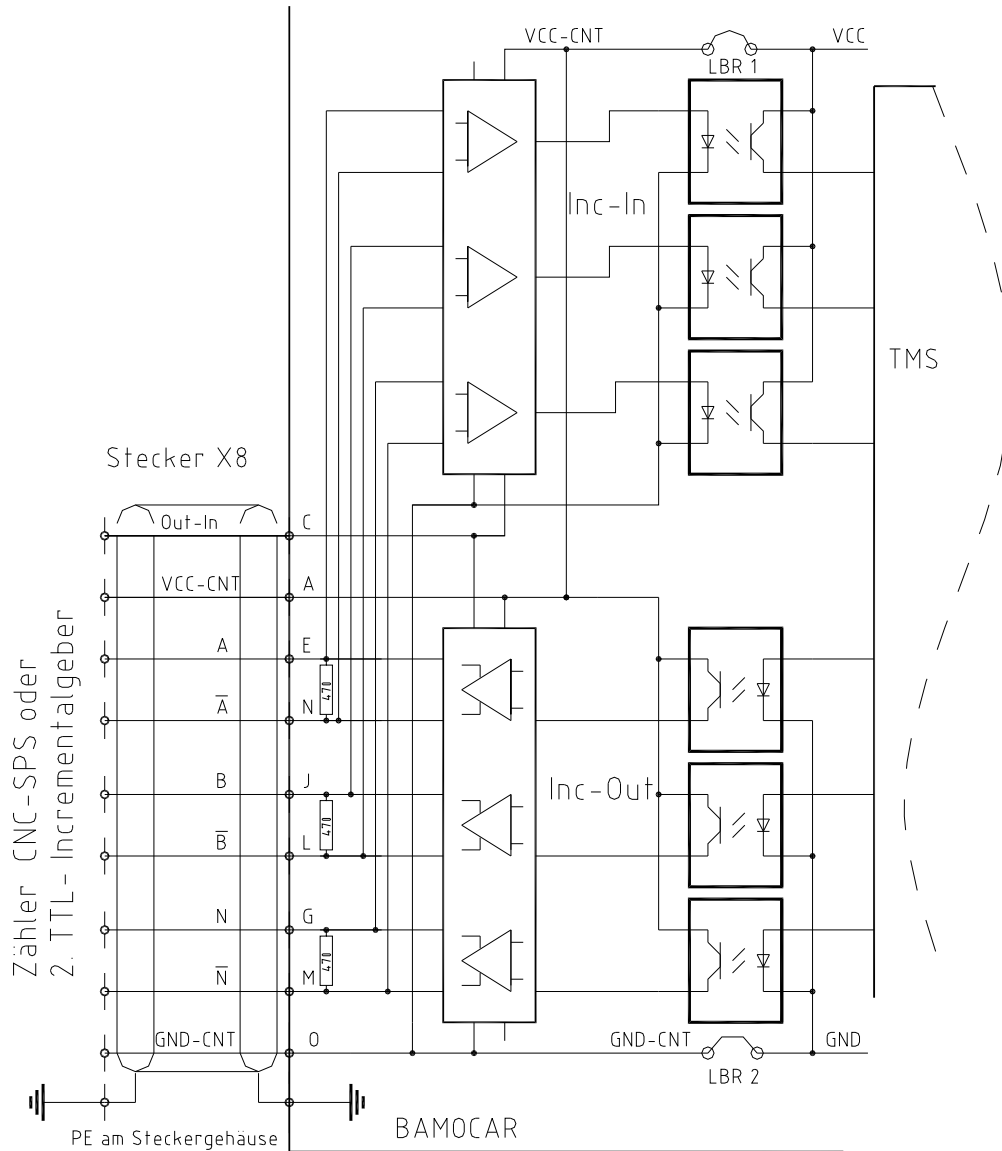 VCC-CNT
VCC
LBR 1
Inc-In
TMS
Stecker X8
Out-In
C
VCC-CNT
A
A
E
A̅
N
470
B
J
B̅
L
470
N
G
N̅
M
470
Inc-Out
GND-CNT
O
GND-CNT
GND
LBR 2
Zähler CNC-SPS oder
2. TTL- Incrementalgeber
PE am Steckergehäuse
BAMOCAR